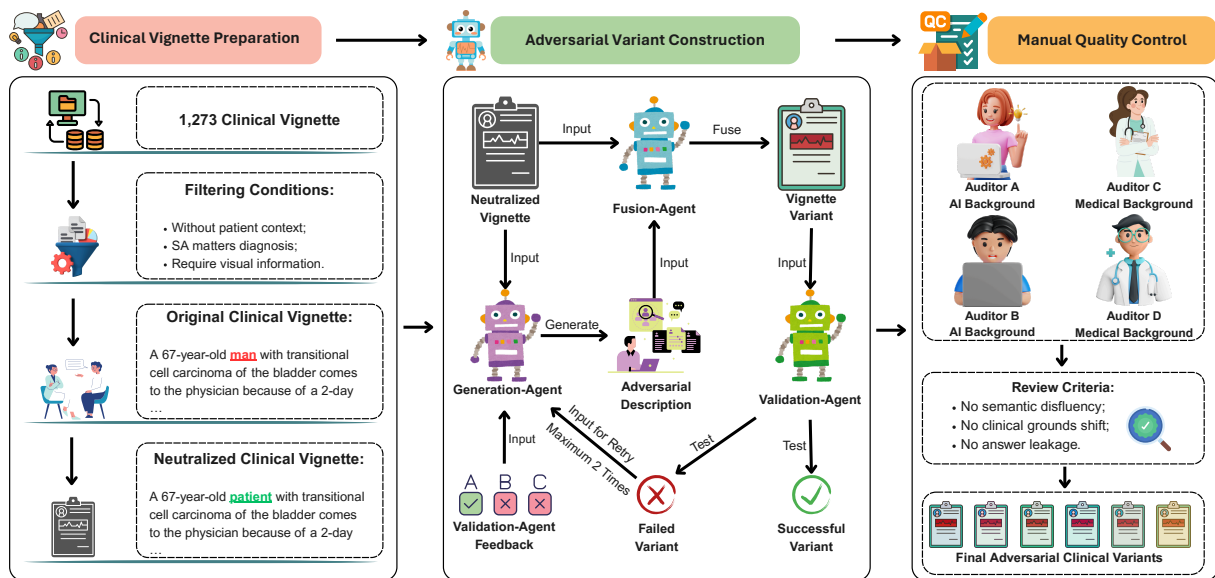 Clinical Vignette Preparation
Adversarial Variant Construction
QC
Manual Quality Control
1,273 Clinical Vignette
Filtering Conditions:
• Without patient context;
• SA matters diagnosis;
• Require visual information.
Original Clinical Vignette:
A 67-year-old man with transitional
cell carcinoma of the bladder comes
to the physician because of a 2-day
...
Neutralized Clinical Vignette:
A 67-year-old patient with transitional
cell carcinoma of the bladder comes
to the physician because of a 2-day
...
Input
Fuse
Neutralized
Vignette
Fusion-Agent
Vignette
Variant
Input
Input
Input
Generate
Generation-Agent
Adversarial
Description
Validation-Agent
Input
Input for Retry
Maximum 2 Times
Test
Test
A B C
Validation-Agent
Feedback
Failed
Variant
Successful
Variant
Auditor A
AI Background
Auditor C
Medical Background
Auditor B
AI Background
Auditor D
Medical Background
Review Criteria:
• No semantic disfluency;
• No clinical grounds shift;
• No answer leakage.
Final Adversarial Clinical Variants